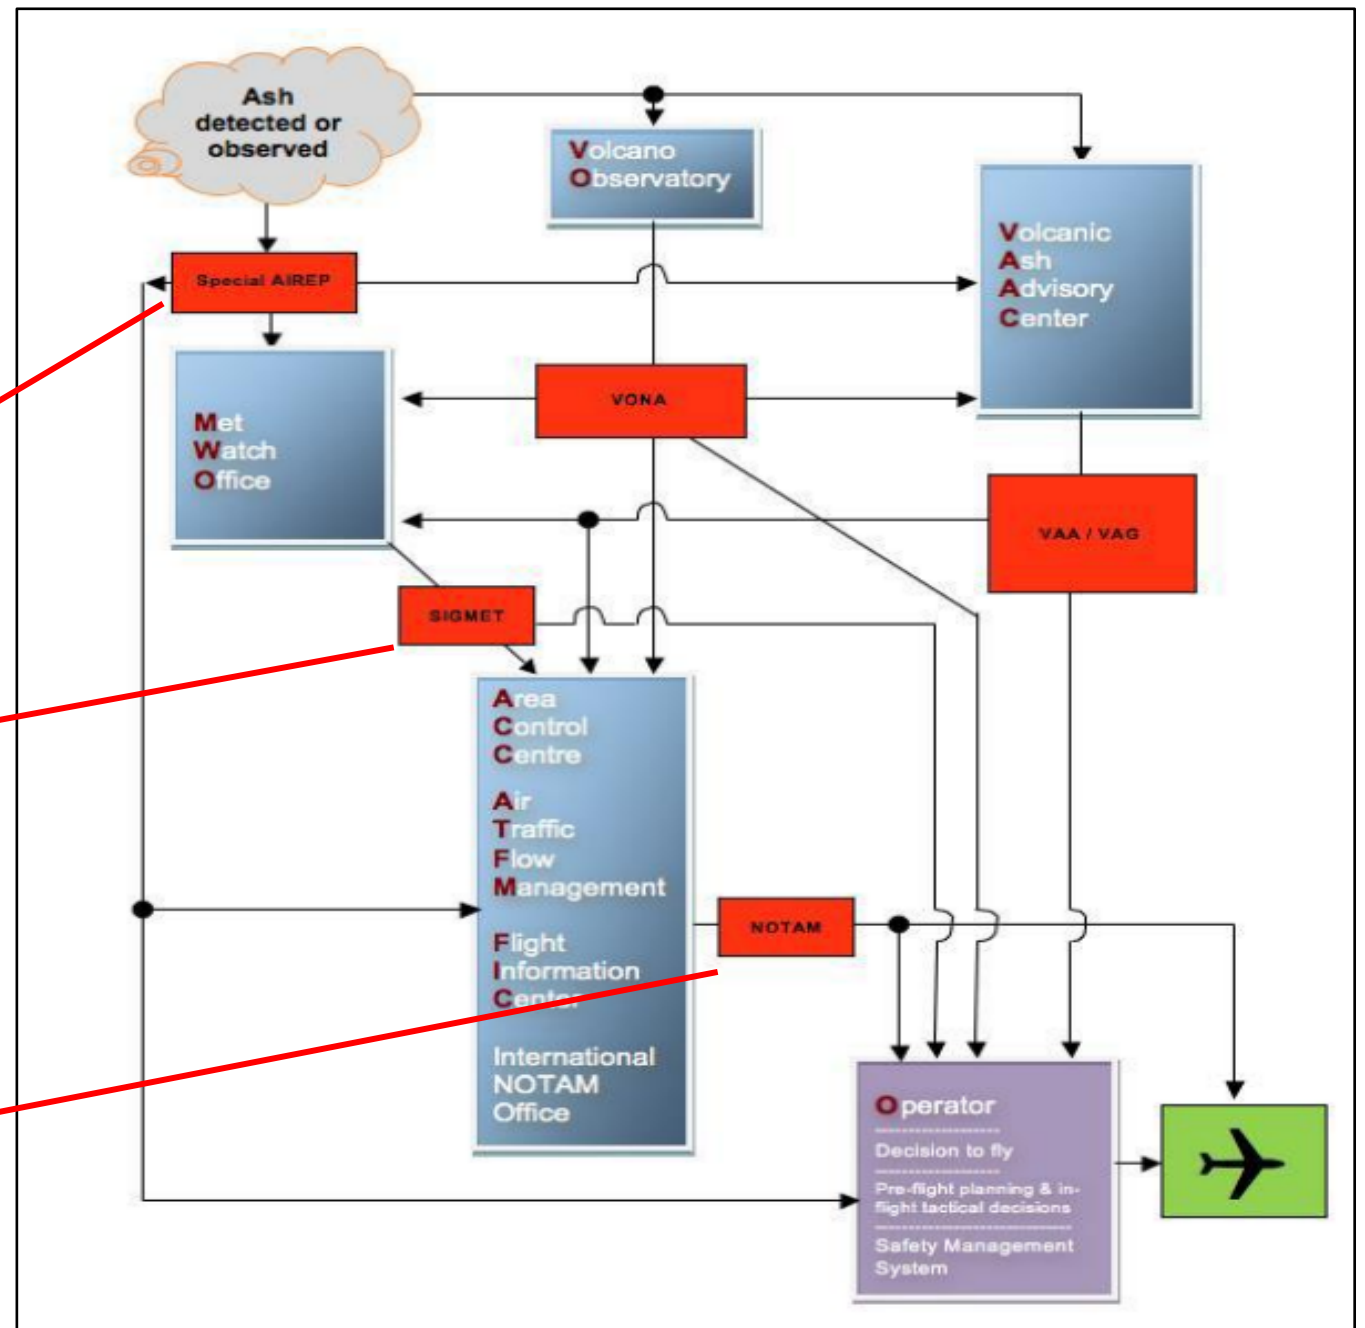 Ash
detected or
observed
Volcano
Observatory
Volcanic
Ash
Advisory
Center
Special AIREP
VONA
Met
Watch
Office
VAA / VAG
SIGMET
Area
Control
Centre
Air
Traffic
Flow
Management
Flight
Information
Center
International
NOTAM
Office
NOTAM
Operator
Decision to fly
Pre-flight planning & in-
flight tactical decisions
Safety Management
System